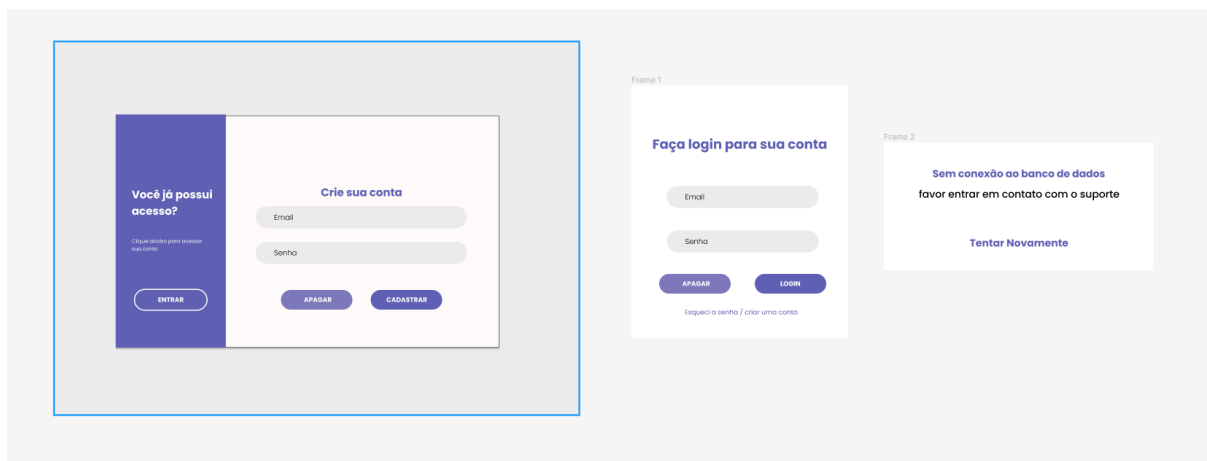 Você já possui
acesso?
Clique abaixo para acessar
sua conta
ENTRAR
Crie sua conta
Email
Senha
APAGAR
CADASTRAR
Frame 1
Faça login para sua conta
Email
Senha
APAGAR
LOGIN
Esqueci a senha / criar uma conta
Frame 2
Sem conexão ao banco de dados
favor entrar em contato com o suporte
Tentar Novamente